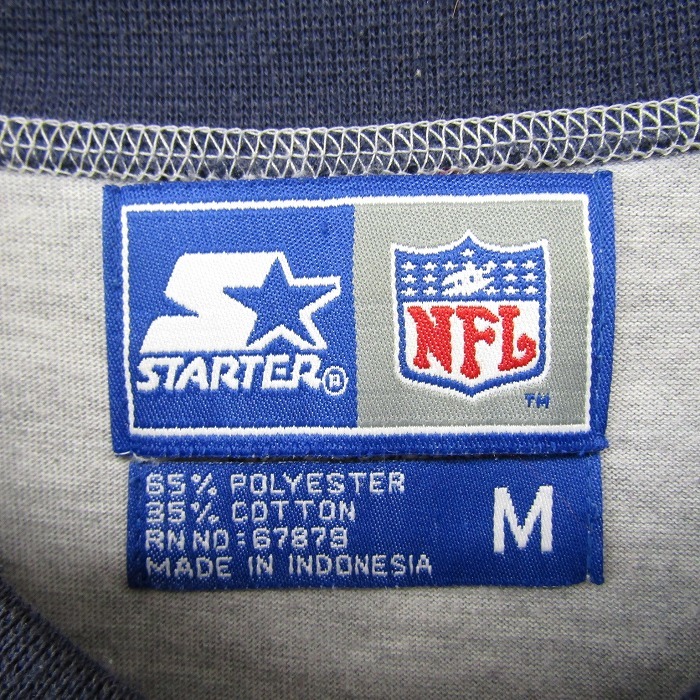 STARTER®
NFL
TM
65% POLYESTER
35% COTTON
RN NO: 67879
MADE IN INDONESIA
M